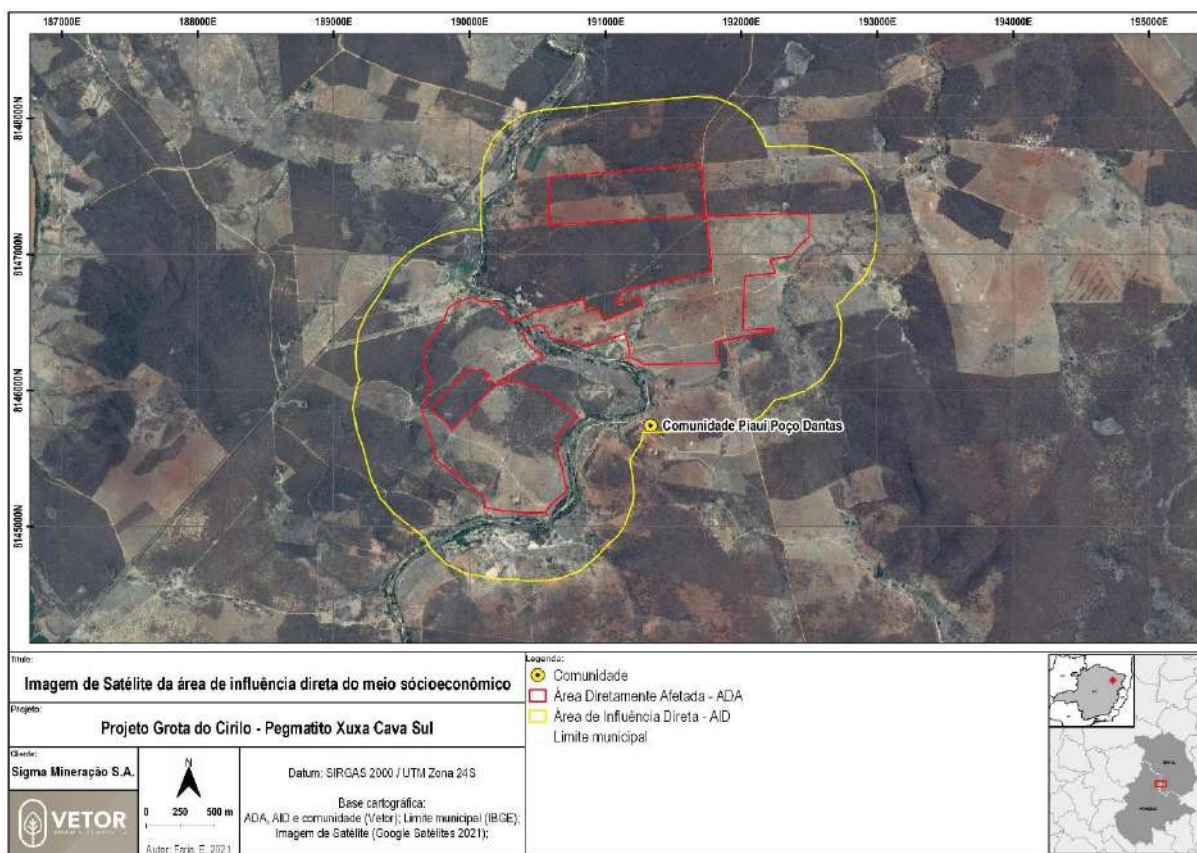 187000E 188000E 189000E 190000E 191000E 192000E 193000E 194000E 195000E
8148000N
8147000N
8146000N
8145000N
Comunidade Piauí Poço Dantas
Título:
Imagem de Satélite da área de influência direta do meio sócioeconômico
Projeto:
Projeto Grota do Cirilo - Pegmatito Xuxa Cava Sul
Cliente:
Sigma Mineração S.A.
VETOR
N
0 250 500 m
Autor: Faria, E. 2021
Datum: SIRGAS 2000 / UTM Zona 24S
Base cartográfica:
ADA, AID e comunidade (Vetor); Limite municipal (IBGE);
Imagem de Satélite (Google Satélites 2021);
Legenda:
Comunidade
Área Diretamente Afetada - ADA
Área de Influência Direta - AID
Limite municipal